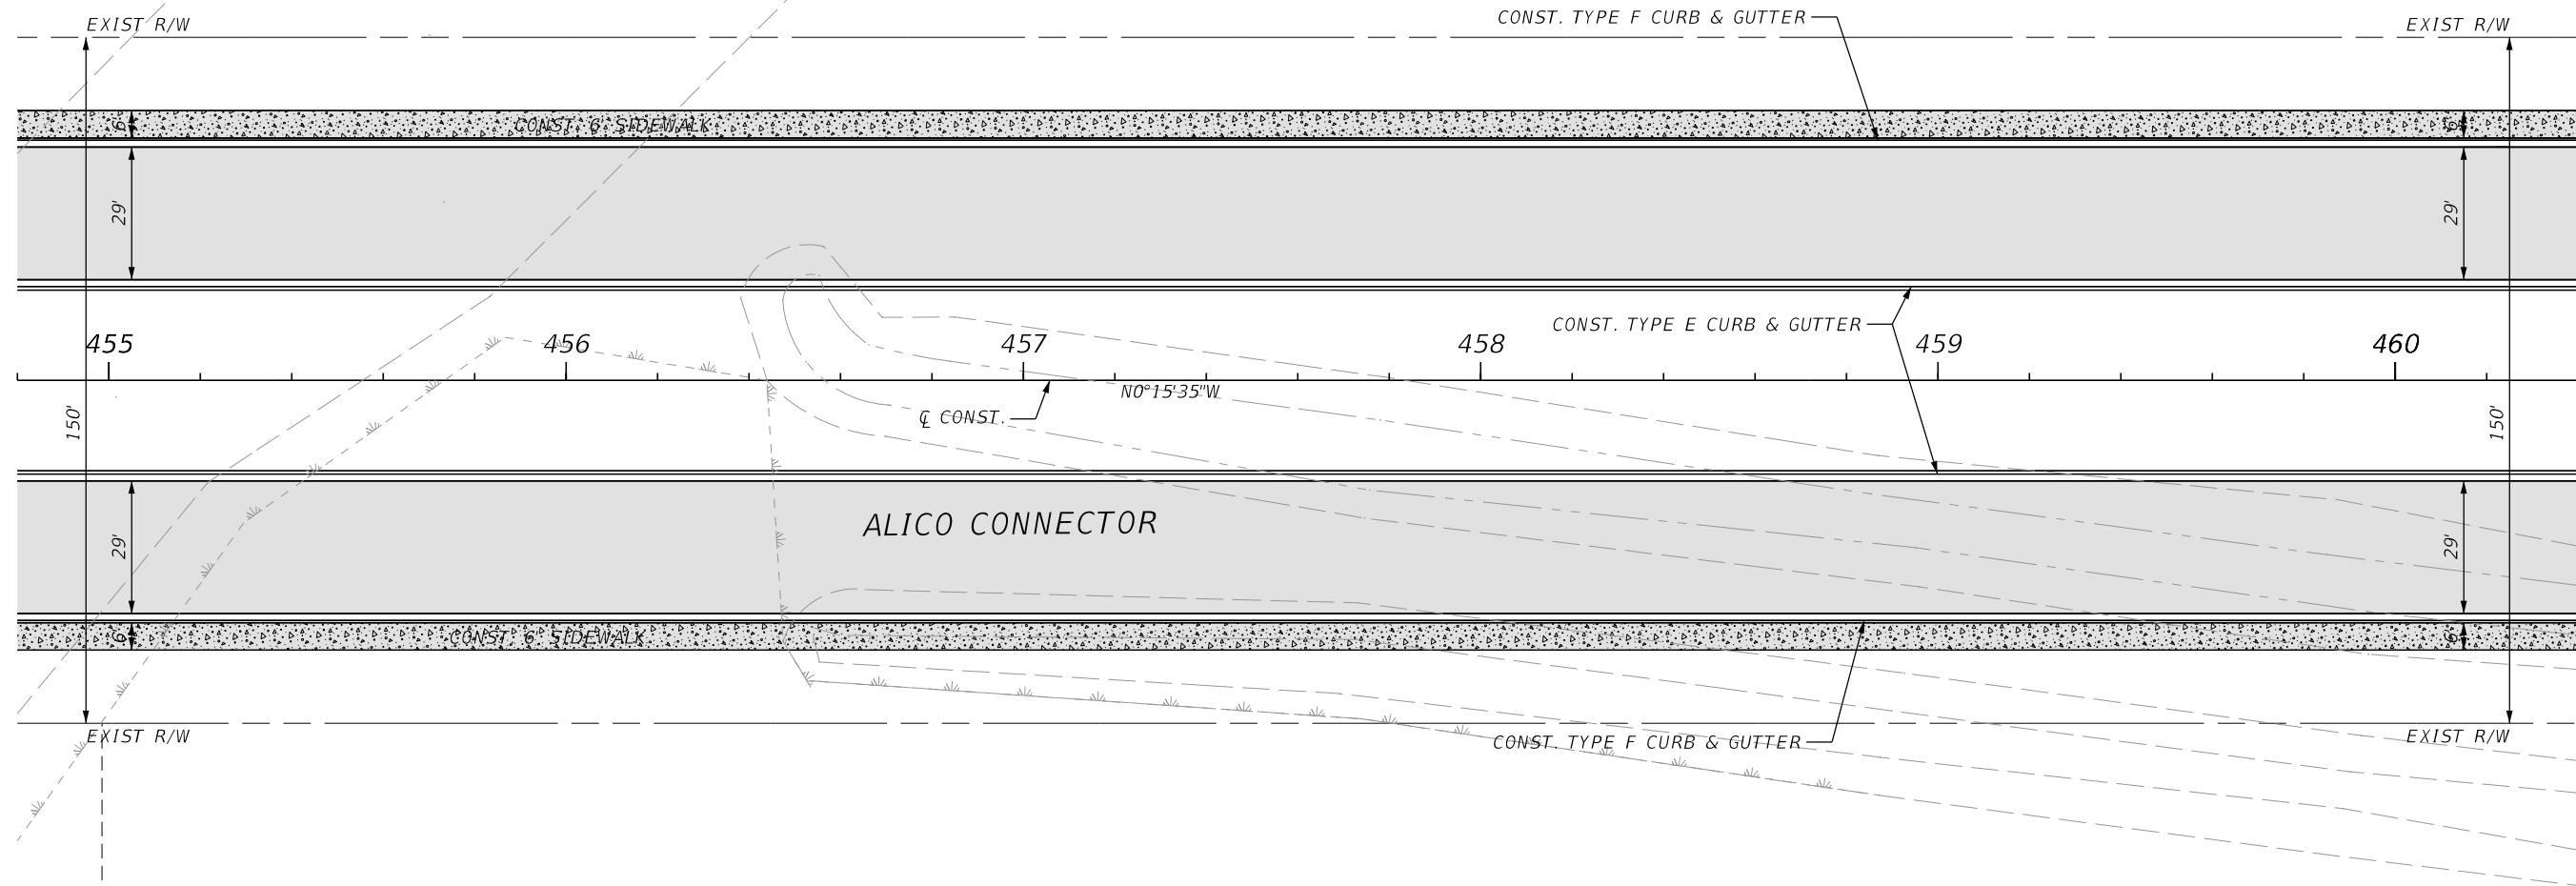 CONST. TYPE F CURB & GUTTER
EXIST R/W
EXIST R/W
6'
CONST. 6' SIDEWALK
6'
29'
29'
CONST. TYPE E CURB & GUTTER
455
456
457
458
459
460
N0°15'35"W
℄ CONST.
150'
150'
ALICO CONNECTOR
29'
29'
6'
CONST. 6' SIDEWALK
6'
EXIST R/W
CONST. TYPE F CURB & GUTTER
EXIST R/W